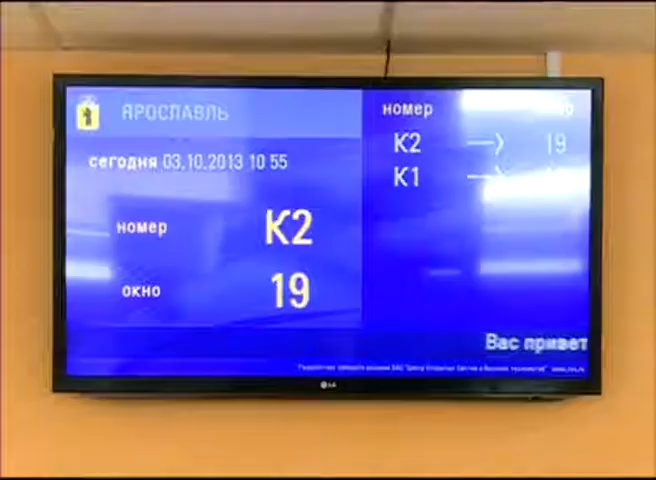 ЯРОСЛАВЛЬ
сегодня 03.10.2013 10 55
номер К2
окно 19
номер
К2 → 19
К1 →
Вас привет
LG